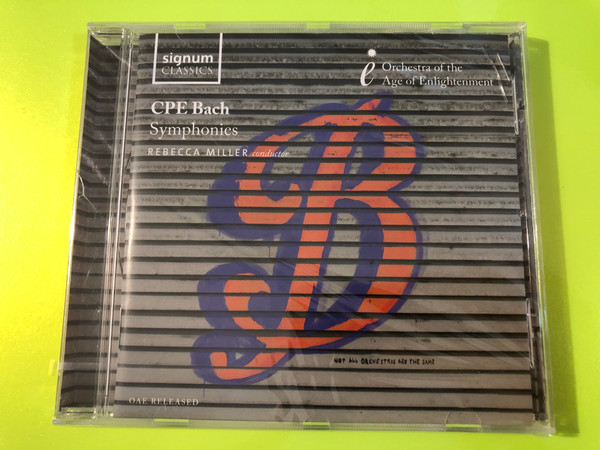 signum
CLASSICS
Orchestra of the
Age of Enlightenment
CPE Bach
Symphonies
REBECCA MILLER conductor
B
NOT ALL ORCHESTRAS ARE THE SAME
OAE RELEASED